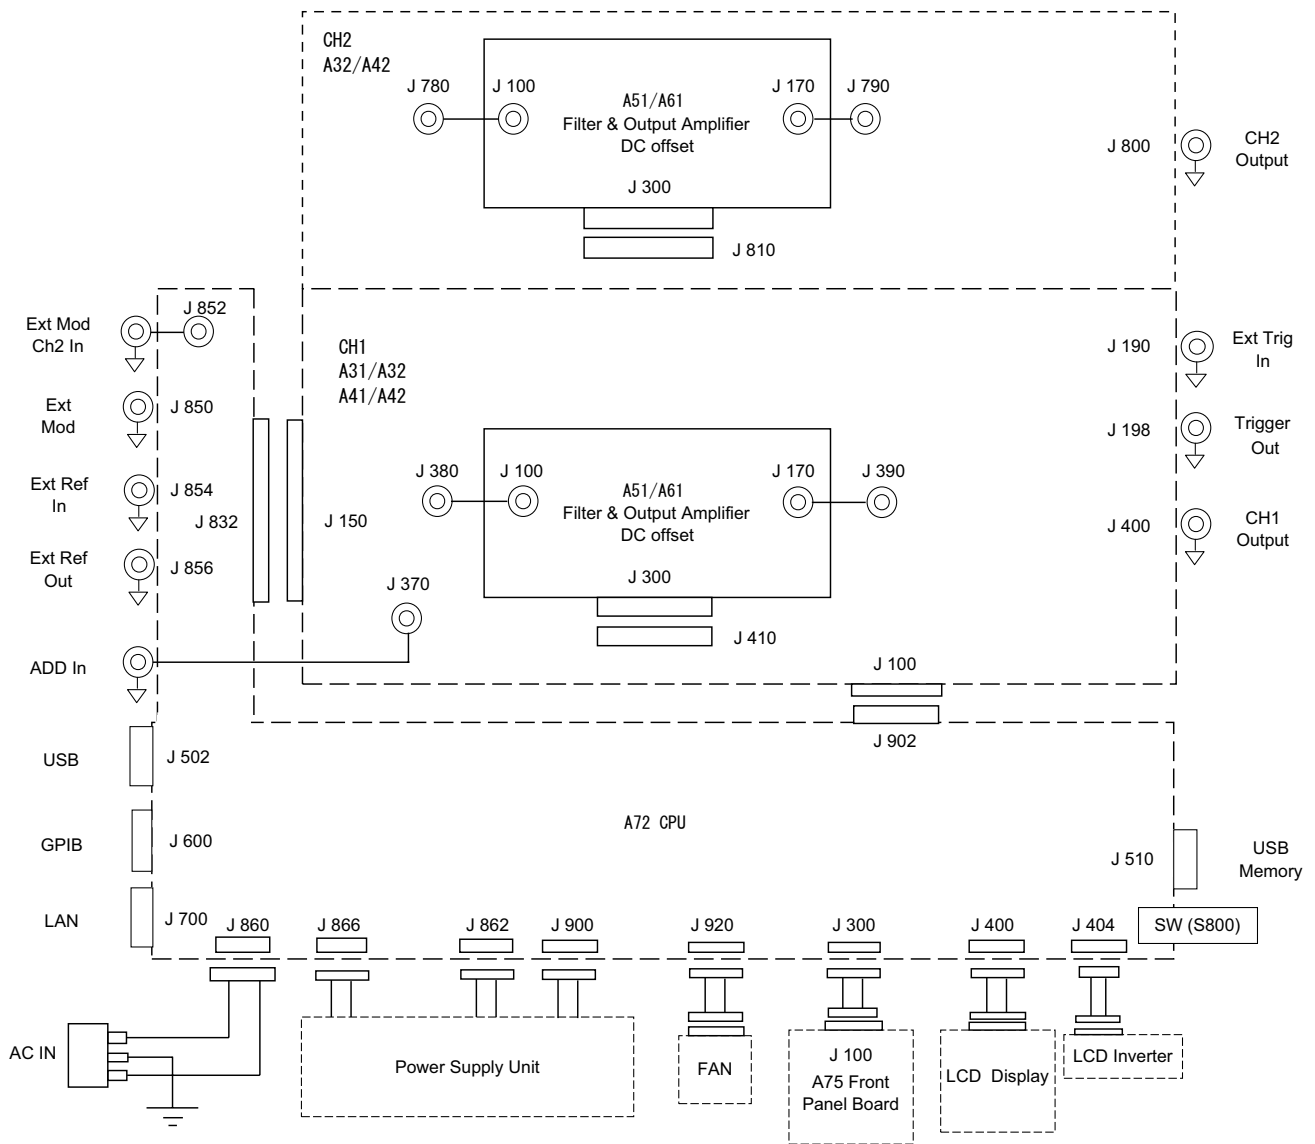 CH2
A32/A42
J 780
J 100
J 170
J 790
A51/A61
Filter & Output Amplifier
DC offset
J 300
J 810
J 800
CH2
Output
Ext Mod
Ch2 In
J 852
Ext
Mod
J 850
Ext Ref
In
J 854
J 832
Ext Ref
Out
J 856
ADD In
CH1
A31/A32
A41/A42
J 150
J 380
J 100
J 170
J 390
A51/A61
Filter & Output Amplifier
DC offset
J 300
J 370
J 410
J 190
Ext Trig
In
J 198
Trigger
Out
J 400
CH1
Output
J 100
J 902
USB
J 502
GPIB
J 600
LAN
J 700
A72 CPU
J 510
USB
Memory
SW (S800)
J 860
J 866
J 862
J 900
J 920
J 300
J 400
J 404
AC IN
Power Supply Unit
FAN
J 100
A75 Front
Panel Board
LCD Display
LCD Inverter